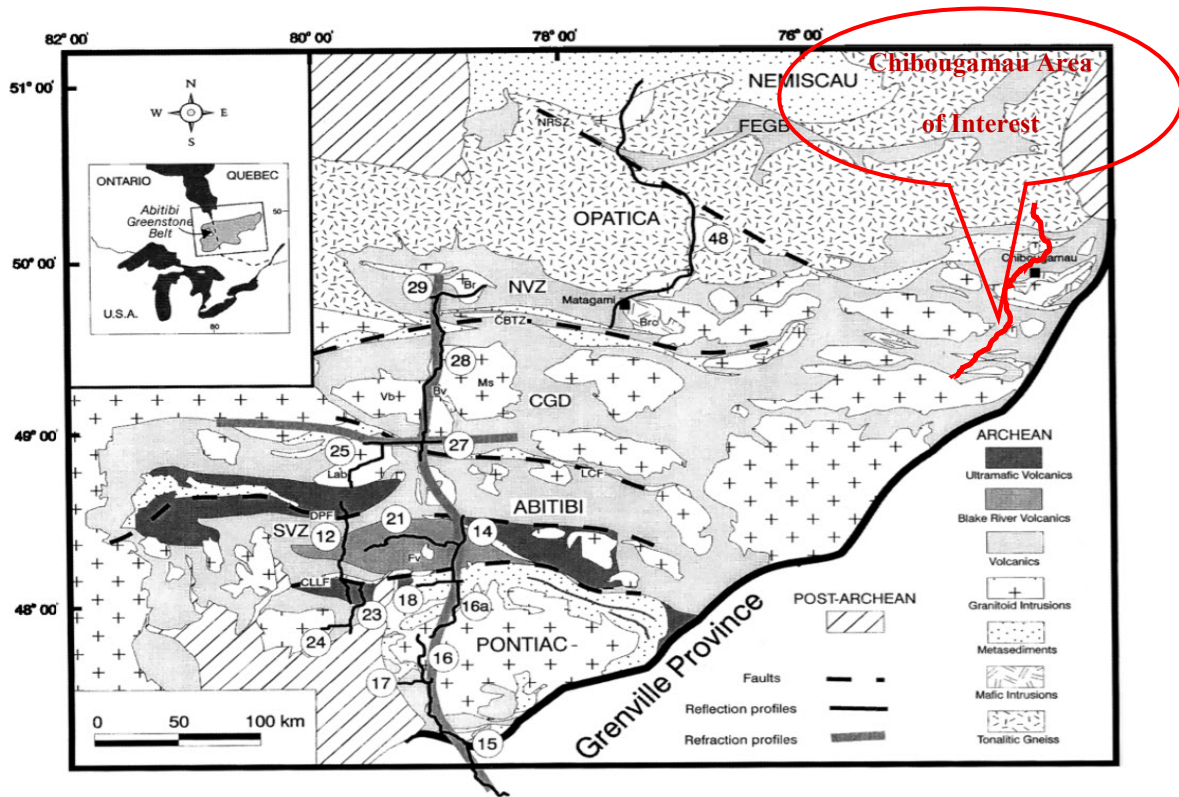 82° 00'
80° 00'
78° 00'
76° 00'
51° 00'
50° 00'
49° 00'
48° 00'
N
W E
S
ONTARIO QUEBEC
Abitibi
Greenstone
Belt
50
U.S.A.
80
Chibougamau Area
of Interest
NEMISCAU
NRSZ
FEGB
OPATICA
48
Chibougamau
29
Br
NVZ
Matagami
Brc
CBTZ
28
Vb
Bv
Ms
CGD
25
27
Lab
LCF
ABITIBI
DPF
21
SVZ
12
14
Fv
CLLF
23
18
16a
24
PONTIAC
16
17
15
Grenville Province
0 50 100 km
ARCHEAN
Ultramafic Volcanics
Blake River Volcanics
Volcanics
Granitoid Intrusions
Metasediments
Mafic Intrusions
Tonalitic Gneiss
POST-ARCHEAN
Faults
Reflection profiles
Refraction profiles